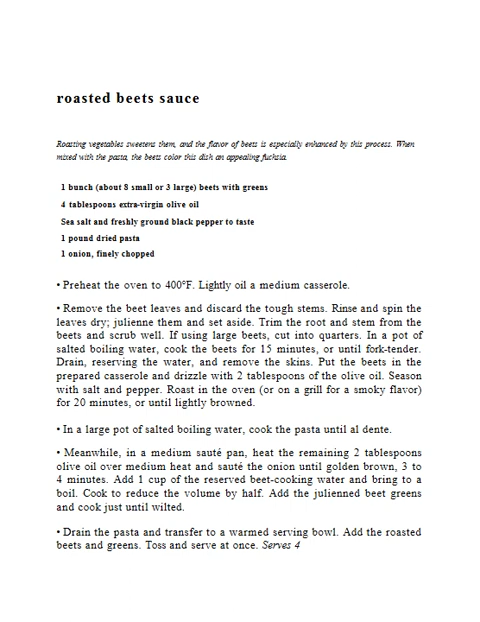 roasted beets sauce
Roasting vegetables sweetens them, and the flavor of beets is especially enhanced by this process. When
mixed with the pasta, the beets color this dish an appealing fuchsia.
1 bunch (about 8 small or 3 large) beets with greens
4 tablespoons extra-virgin olive oil
Sea salt and freshly ground black pepper to taste
1 pound dried pasta
1 onion, finely chopped
• Preheat the oven to 400°F. Lightly oil a medium casserole.
• Remove the beet leaves and discard the tough stems. Rinse and spin the
leaves dry; julienne them and set aside. Trim the root and stem from the
beets and scrub well. If using large beets, cut into quarters. In a pot of
salted boiling water, cook the beets for 15 minutes, or until fork-tender.
Drain, reserving the water, and remove the skins. Put the beets in the
prepared casserole and drizzle with 2 tablespoons of the olive oil. Season
with salt and pepper. Roast in the oven (or on a grill for a smoky flavor)
for 20 minutes, or until lightly browned.
• In a large pot of salted boiling water, cook the pasta until al dente.
• Meanwhile, in a medium sauté pan, heat the remaining 2 tablespoons
olive oil over medium heat and sauté the onion until golden brown, 3 to
4 minutes. Add 1 cup of the reserved beet-cooking water and bring to a
boil. Cook to reduce the volume by half. Add the julienned beet greens
and cook just until wilted.
• Drain the pasta and transfer to a warmed serving bowl. Add the roasted
beets and greens. Toss and serve at once. Serves 4